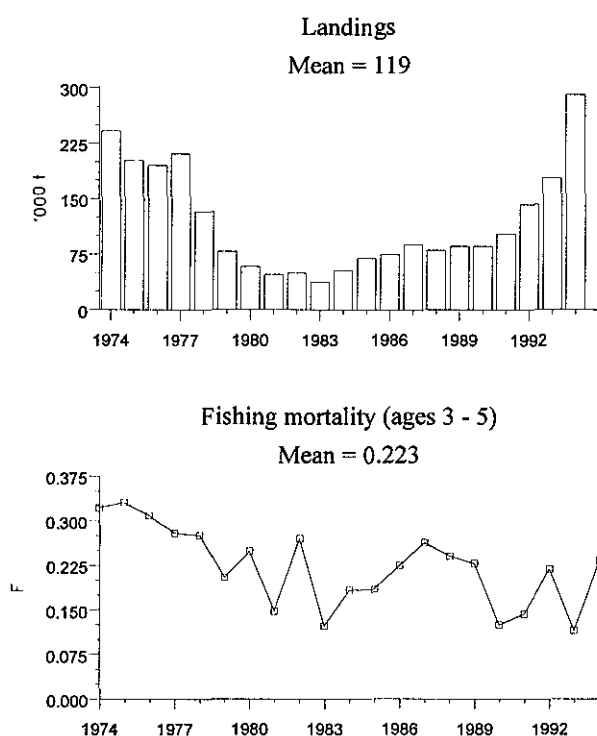 Landings
Mean = 119
300
225
150
75
0
'000 t
1974 1977 1980 1983 1986 1989 1992
Fishing mortality (ages 3 - 5)
Mean = 0.223
0.375
0.300
0.225
0.150
0.075
0.000
F
1974 1977 1980 1983 1986 1989 1992